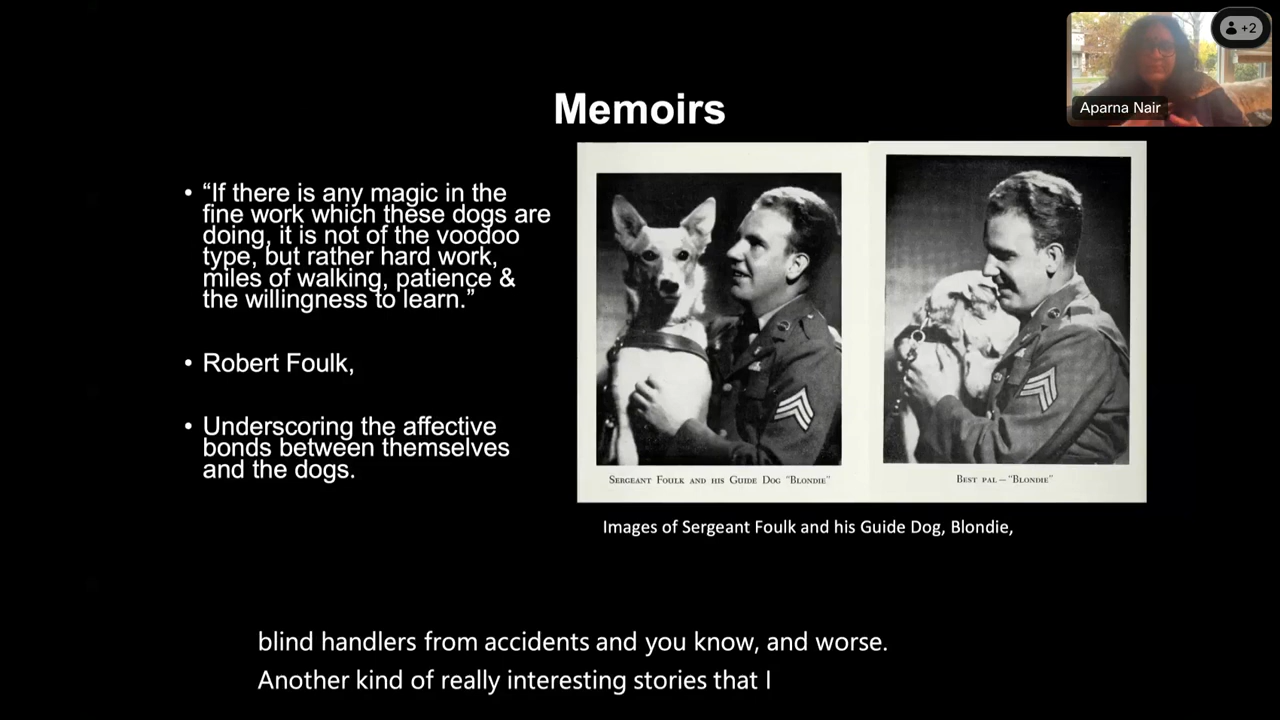 +2
Aparna Nair
Memoirs
• “If there is any magic in the
fine work which these dogs are
doing, it is not of the voodoo
type, but rather hard work,
miles of walking, patience &
the willingness to learn.”
• Robert Foulk,
• Underscoring the affective
bonds between themselves
and the dogs.
Sergeant Foulk and his Guide Dog "Blondie"
Best pal—"Blondie"
Images of Sergeant Foulk and his Guide Dog, Blondie,
blind handlers from accidents and you know, and worse.
Another kind of really interesting stories that I